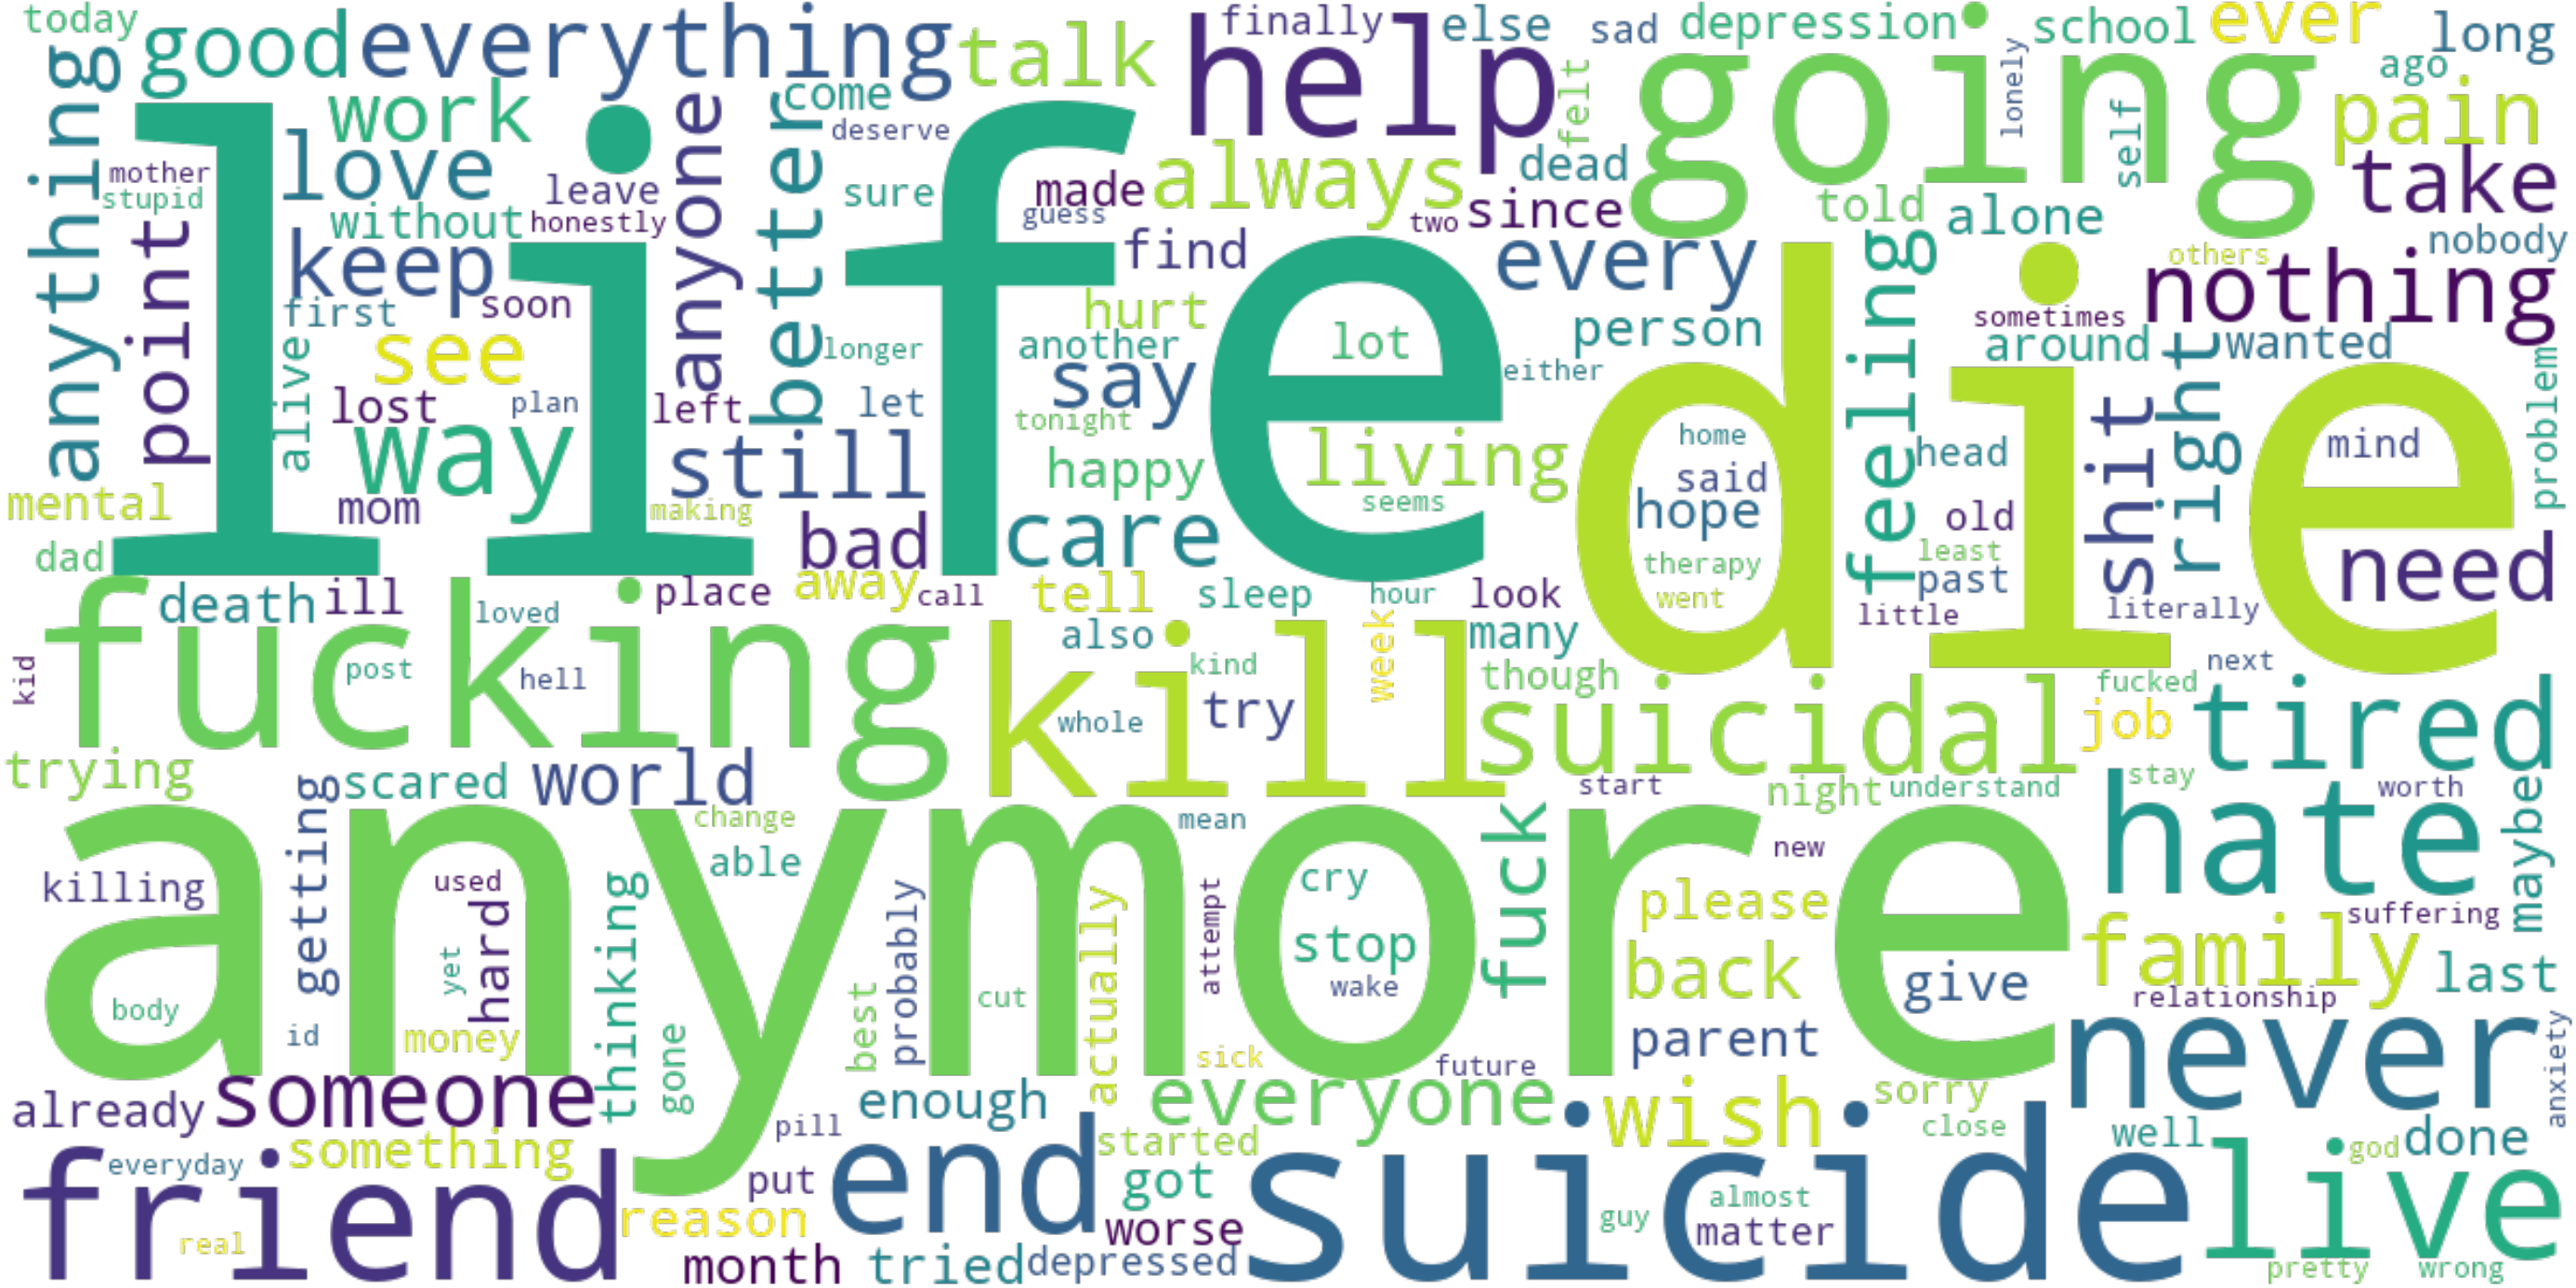 today
good
everything
talk
help
finally
else
sad
depression
school
ever
long
anything
work
come
deserve
felt
going
lonely
self
ago
pain
mother
stupid
love
leave
anyone
better
sure
made
always
dead
told
alone
take
nobody
point
without
honestly
guess
two
since
life
keep
soon
find
every
feeling
others
nothing
first
hurt
person
sometimes
around
wanted
alive
see
longer
another
lot
say
either
die
right
problem
lost
plan
left
let
tonight
shit
mind
way
still
happy
living
home
head
said
mental
mom
making
seems
hope
old
dad
bad
care
therapy
least
need
death
ill
place
away
call
tell
sleep
hour
look
went
past
little
literally
fucking
loved
also
week
many
kid
post
hell
kill
kind
though
fucked
next
whole
try
suicidal
job
tired
trying
scared
world
start
night
understand
stay
worth
getting
change
mean
fuck
hate
maybe
anymore
able
new
killing
used
hard
thinking
probably
actually
attempt
cry
please
family
suffering
stop
back
give
last
body
yet
cut
wake
relationship
id
money
gone
best
sick
future
parent
never
anxiety
already
someone
enough
everyone
wish
sorry
close
something
pill
started
well
god
done
friend
everyday
put
end
got
suicide
almost
live
real
reason
worse
guy
matter
month
tried
depressed
pretty
wrong